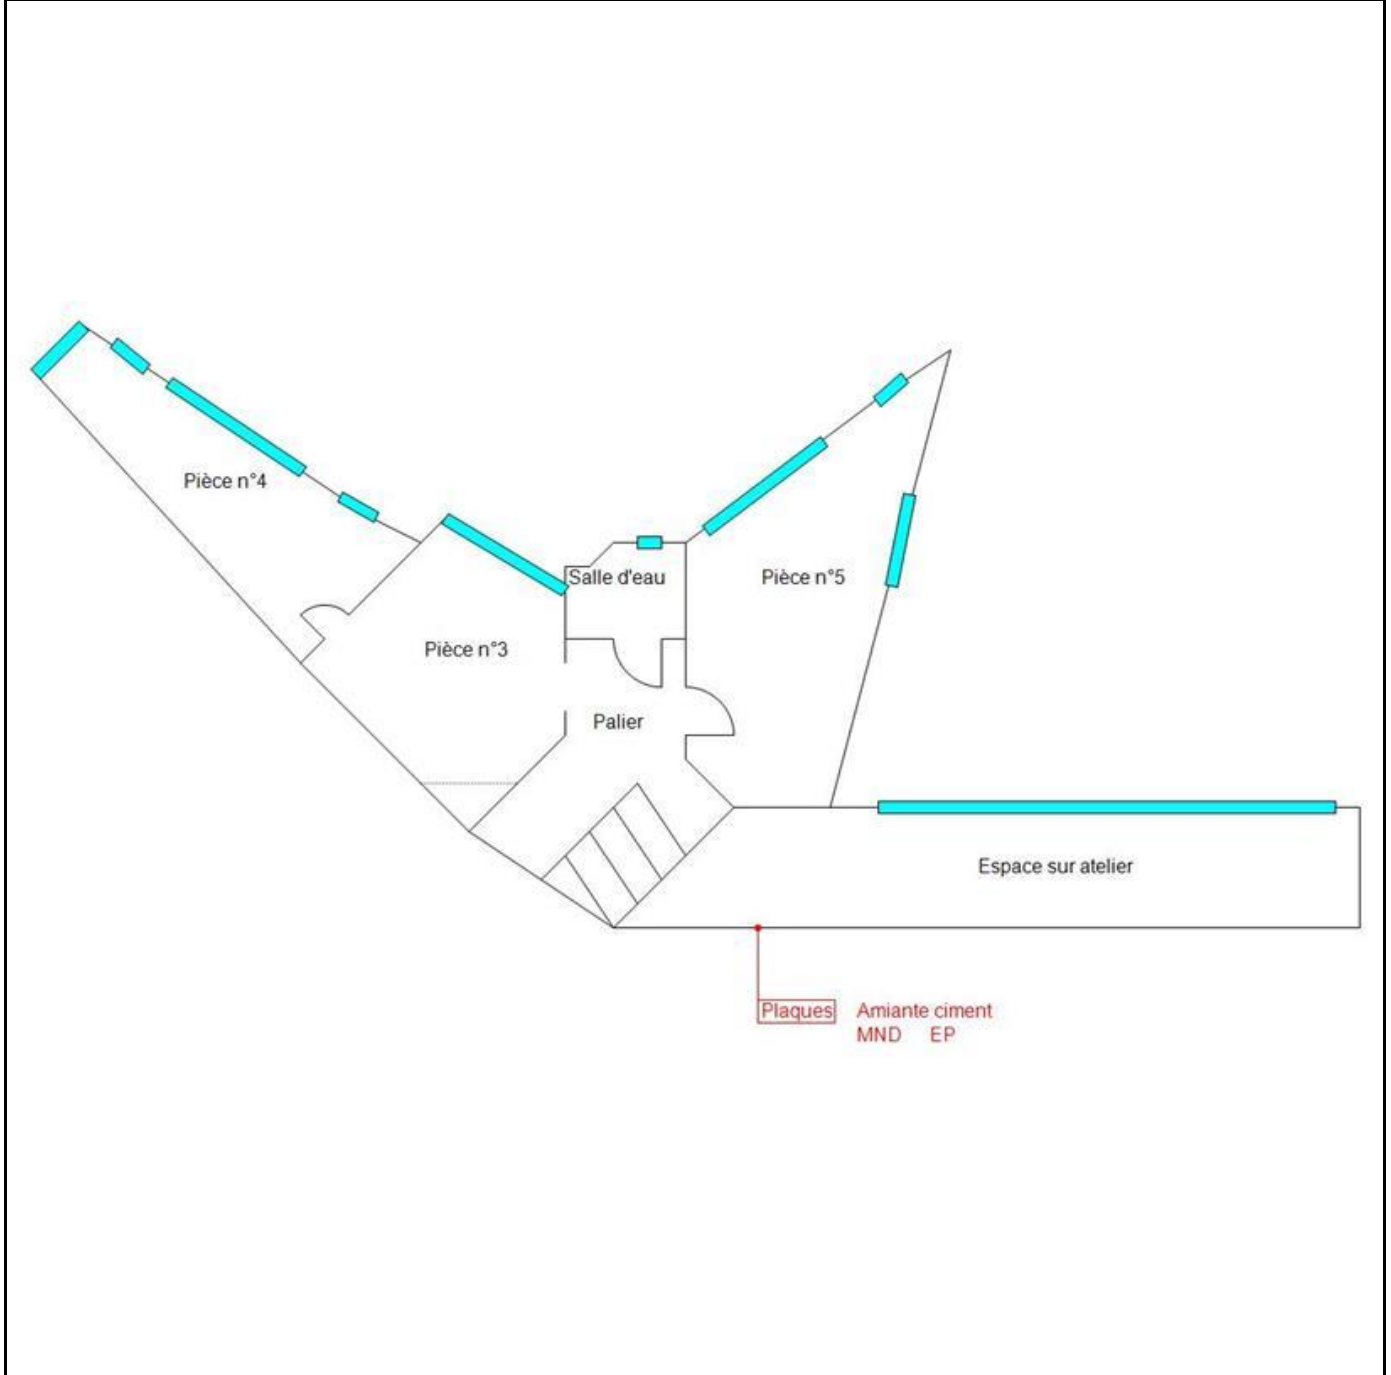 Pièce n°4
Salle d'eau
Pièce n°5
Pièce n°3
Palier
Espace sur atelier
Plaques Amiante ciment
MND EP